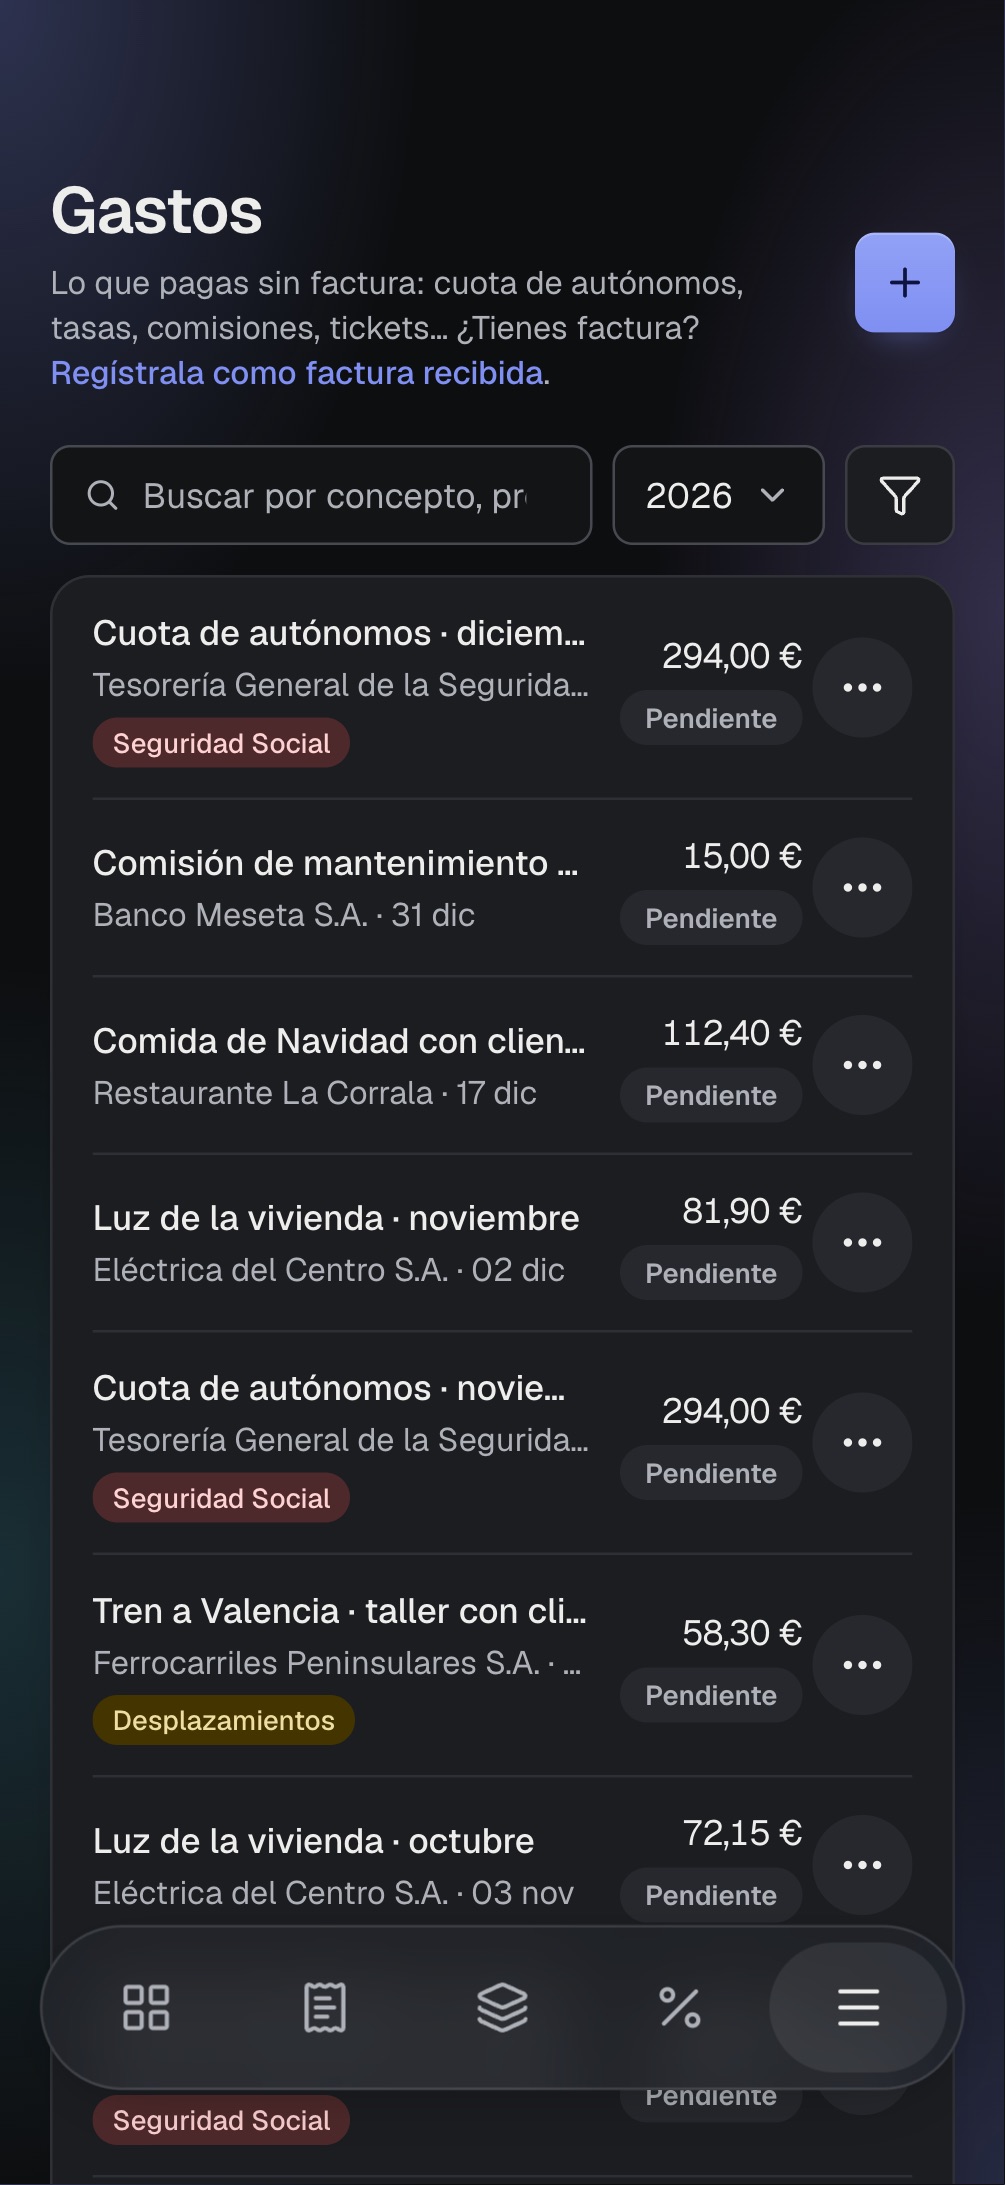 Gastos
Lo que pagas sin factura: cuota de autónomos,
tasas, comisiones, tickets... ¿Tienes factura?
Regístrala como factura recibida.
Buscar por concepto, pr
2026
Cuota de autónomos · diciem...
294,00 €
Tesorería General de la Segurida...
Pendiente
Seguridad Social
Comisión de mantenimiento ...
15,00 €
Banco Meseta S.A. · 31 dic
Pendiente
Comida de Navidad con clien...
112,40 €
Restaurante La Corrala · 17 dic
Pendiente
Luz de la vivienda · noviembre
81,90 €
Eléctrica del Centro S.A. · 02 dic
Pendiente
Cuota de autónomos · novie...
294,00 €
Tesorería General de la Segurida...
Pendiente
Seguridad Social
Tren a Valencia · taller con cli...
58,30 €
Ferrocarriles Peninsulares S.A. · ...
Pendiente
Desplazamientos
Luz de la vivienda · octubre
72,15 €
Eléctrica del Centro S.A. · 03 nov
Pendiente
Pendiente
Seguridad Social